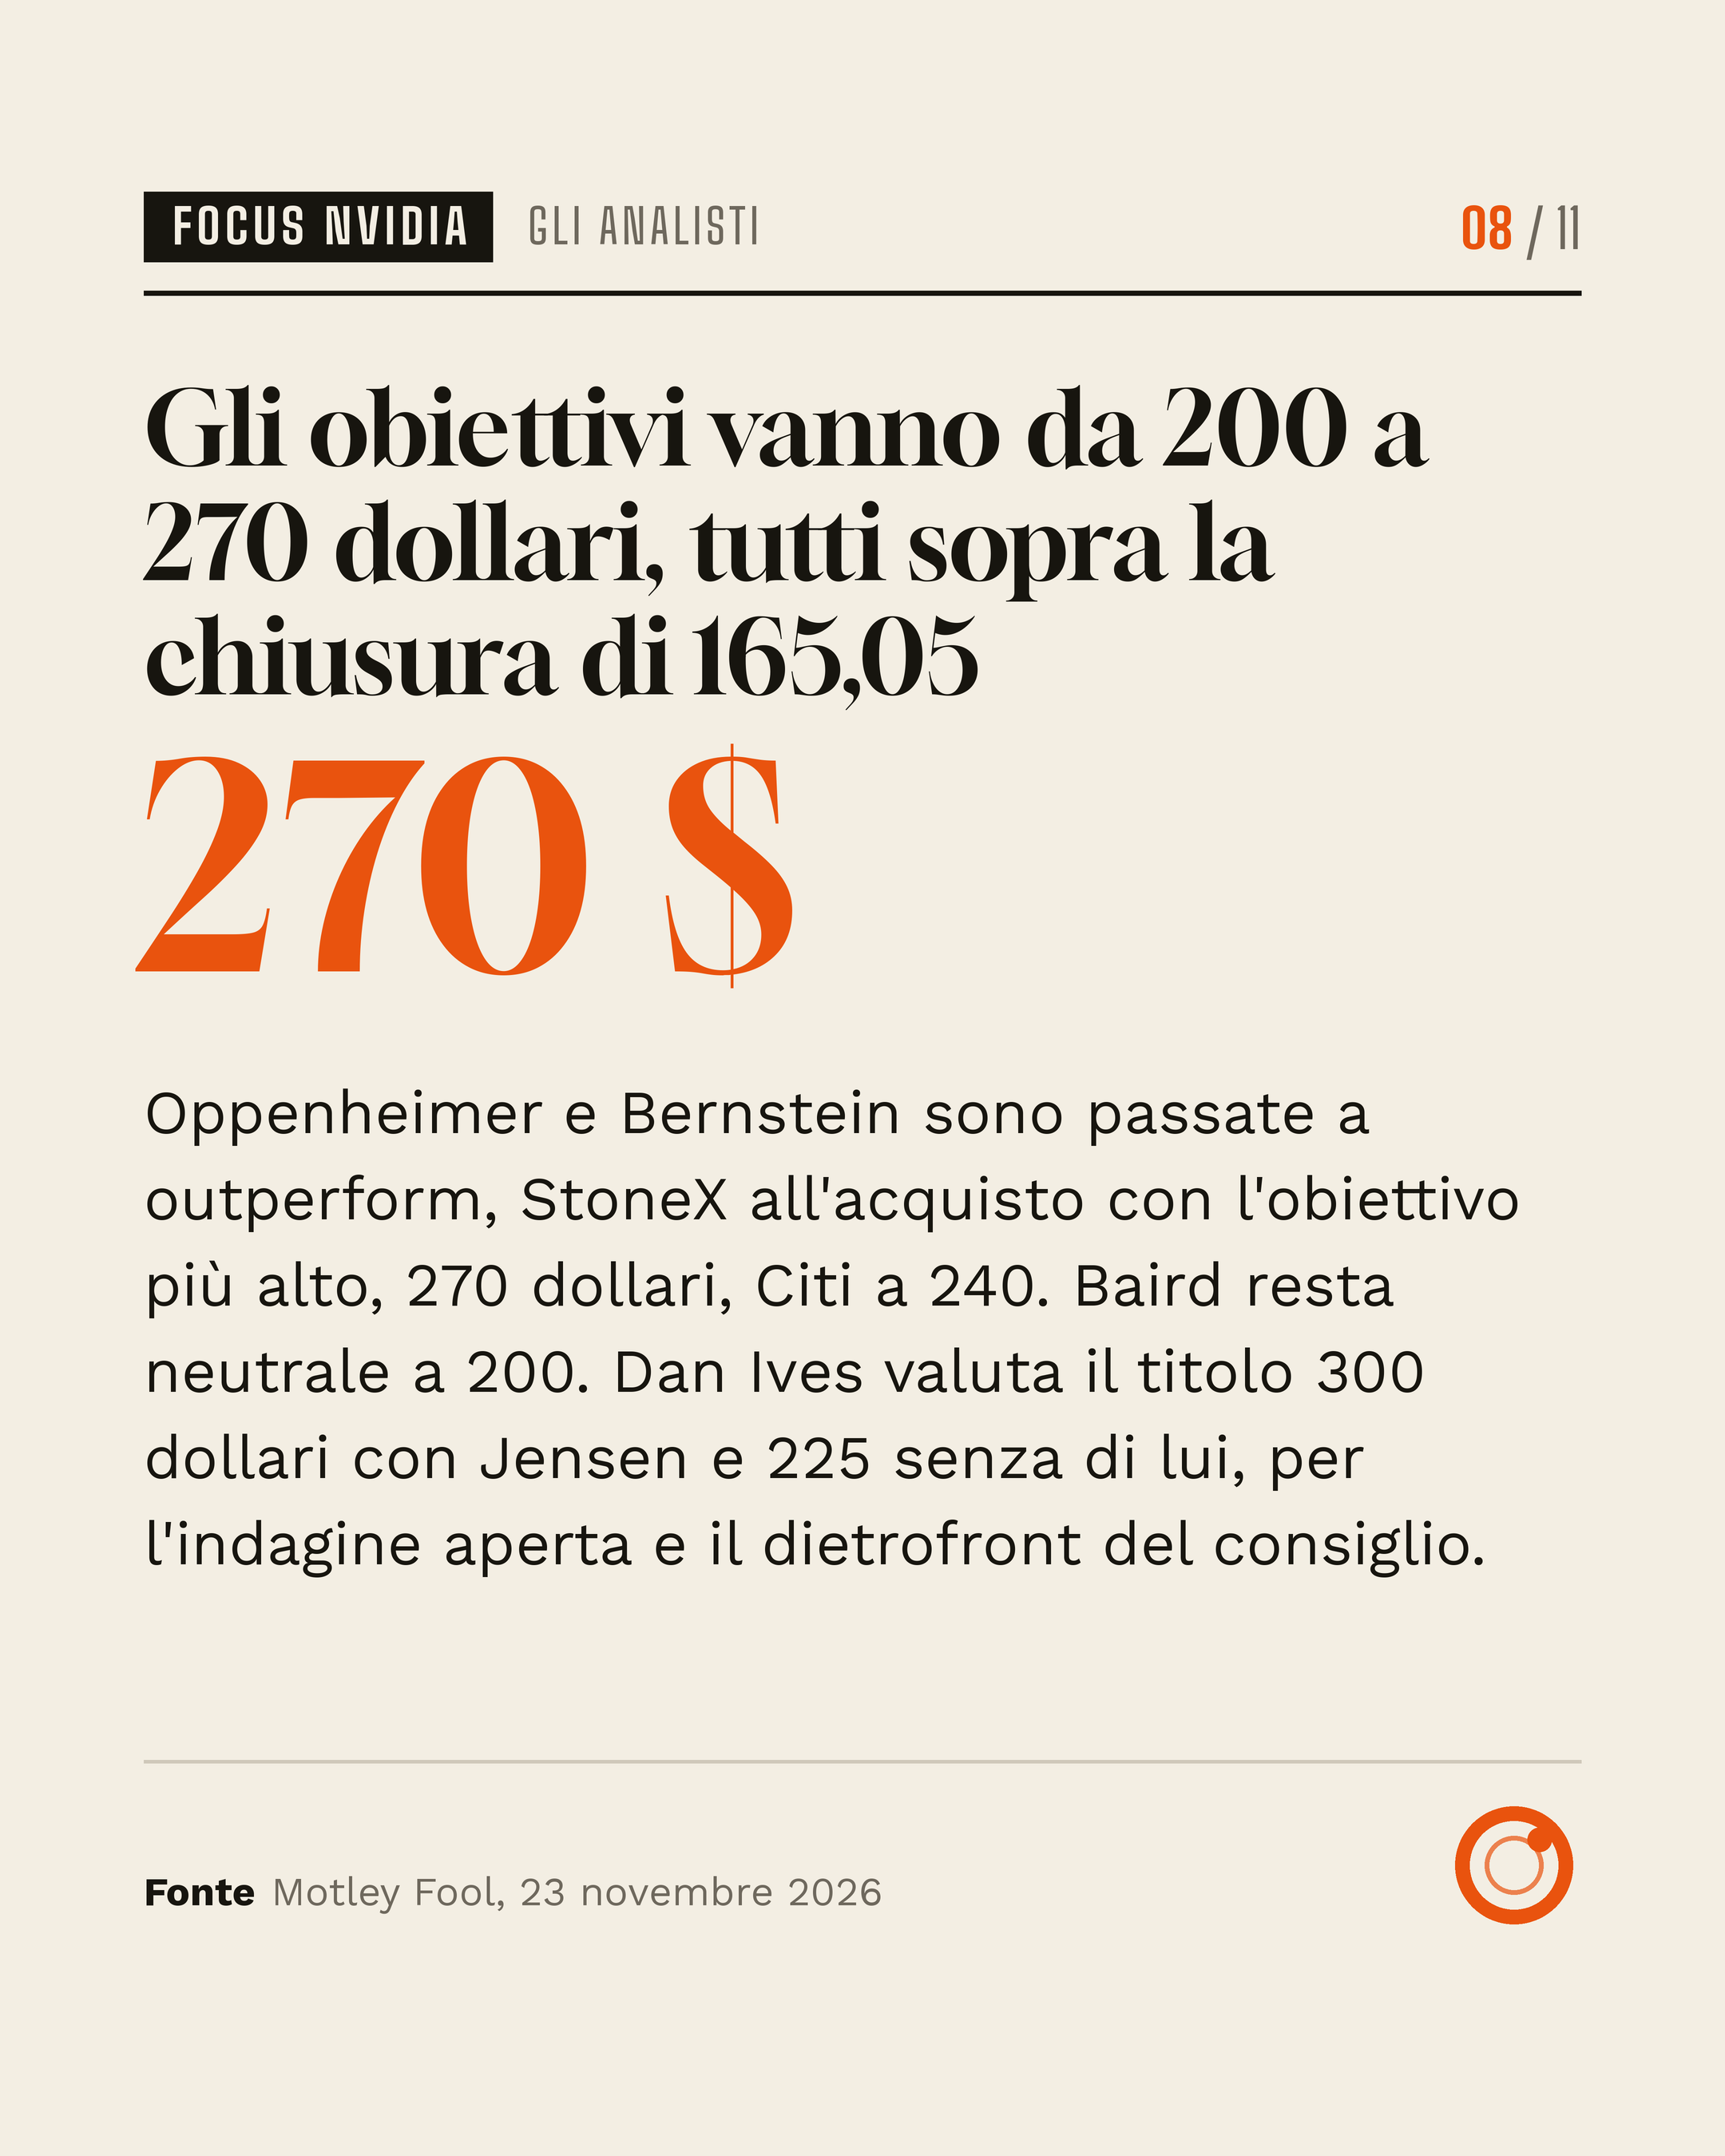 FOCUS NVIDIA GLI ANALISTI 08 / 11
Gli obiettivi vanno da 200 a
270 dollari, tutti sopra la
chiusura di 165,05
270 $
Oppenheimer e Bernstein sono passate a
outperform, StoneX all'acquisto con l'obiettivo
più alto, 270 dollari, Citi a 240. Baird resta
neutrale a 200. Dan Ives valuta il titolo 300
dollari con Jensen e 225 senza di lui, per
l'indagine aperta e il dietrofront del consiglio.
Fonte Motley Fool, 23 novembre 2026